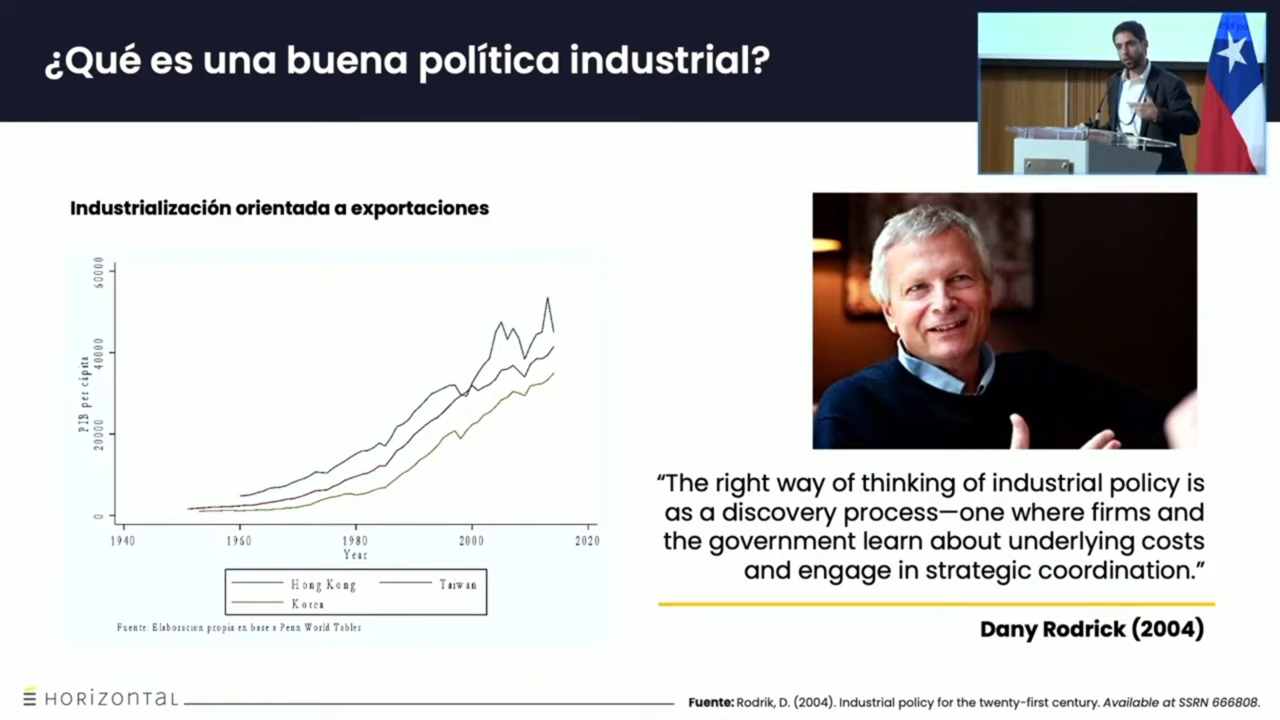 ¿Qué es una buena política industrial?
Industrialización orientada a exportaciones
PIB per cápita
60000
40000
20000
0
1940
1960
1980
2000
2020
Year
Hong Kong
Taiwan
Korea
Fuente: Elaboracion propia en base a Penn World Tables
“The right way of thinking of industrial policy is
as a discovery process—one where firms and
the government learn about underlying costs
and engage in strategic coordination.”
Dany Rodrick (2004)
HORIZONTAL
Fuente: Rodrik, D. (2004). Industrial policy for the twenty-first century. Available at SSRN 666808.